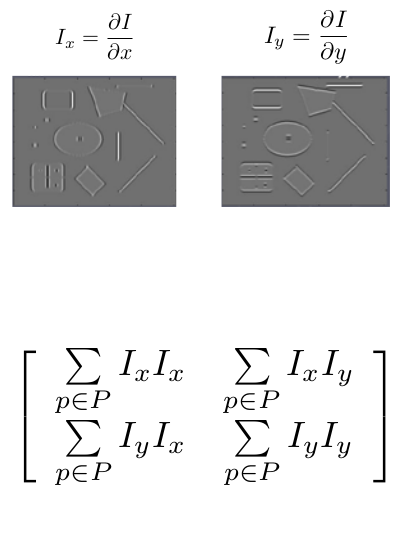 I_x = ∂I/∂x
I_y = ∂I/∂y
[ ∑_{p∈P} I_x I_x   ∑_{p∈P} I_x I_y
∑_{p∈P} I_y I_x   ∑_{p∈P} I_y I_y ]